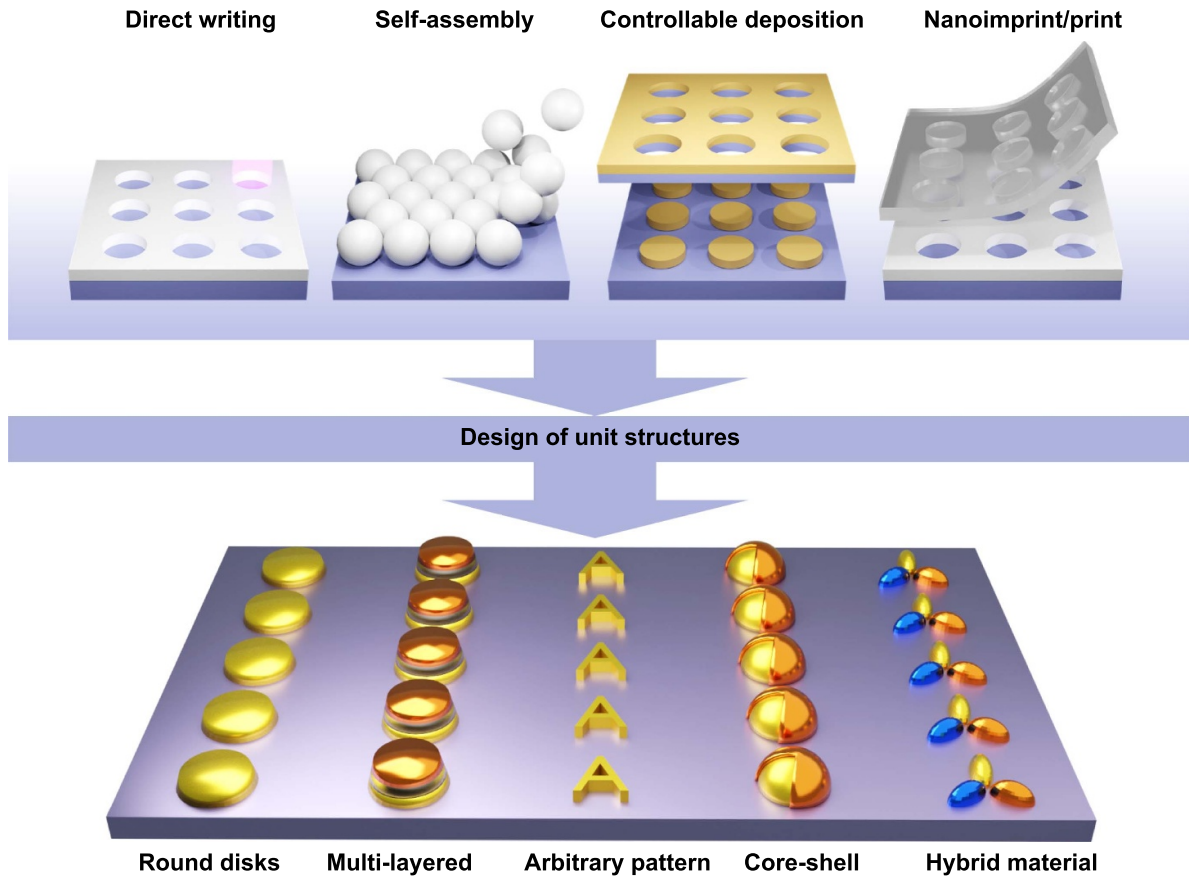 Direct writing
Self-assembly
Controllable deposition
Nanoimprint/print
Design of unit structures
A
A
A
A
A
Round disks
Multi-layered
Arbitrary pattern
Core-shell
Hybrid material